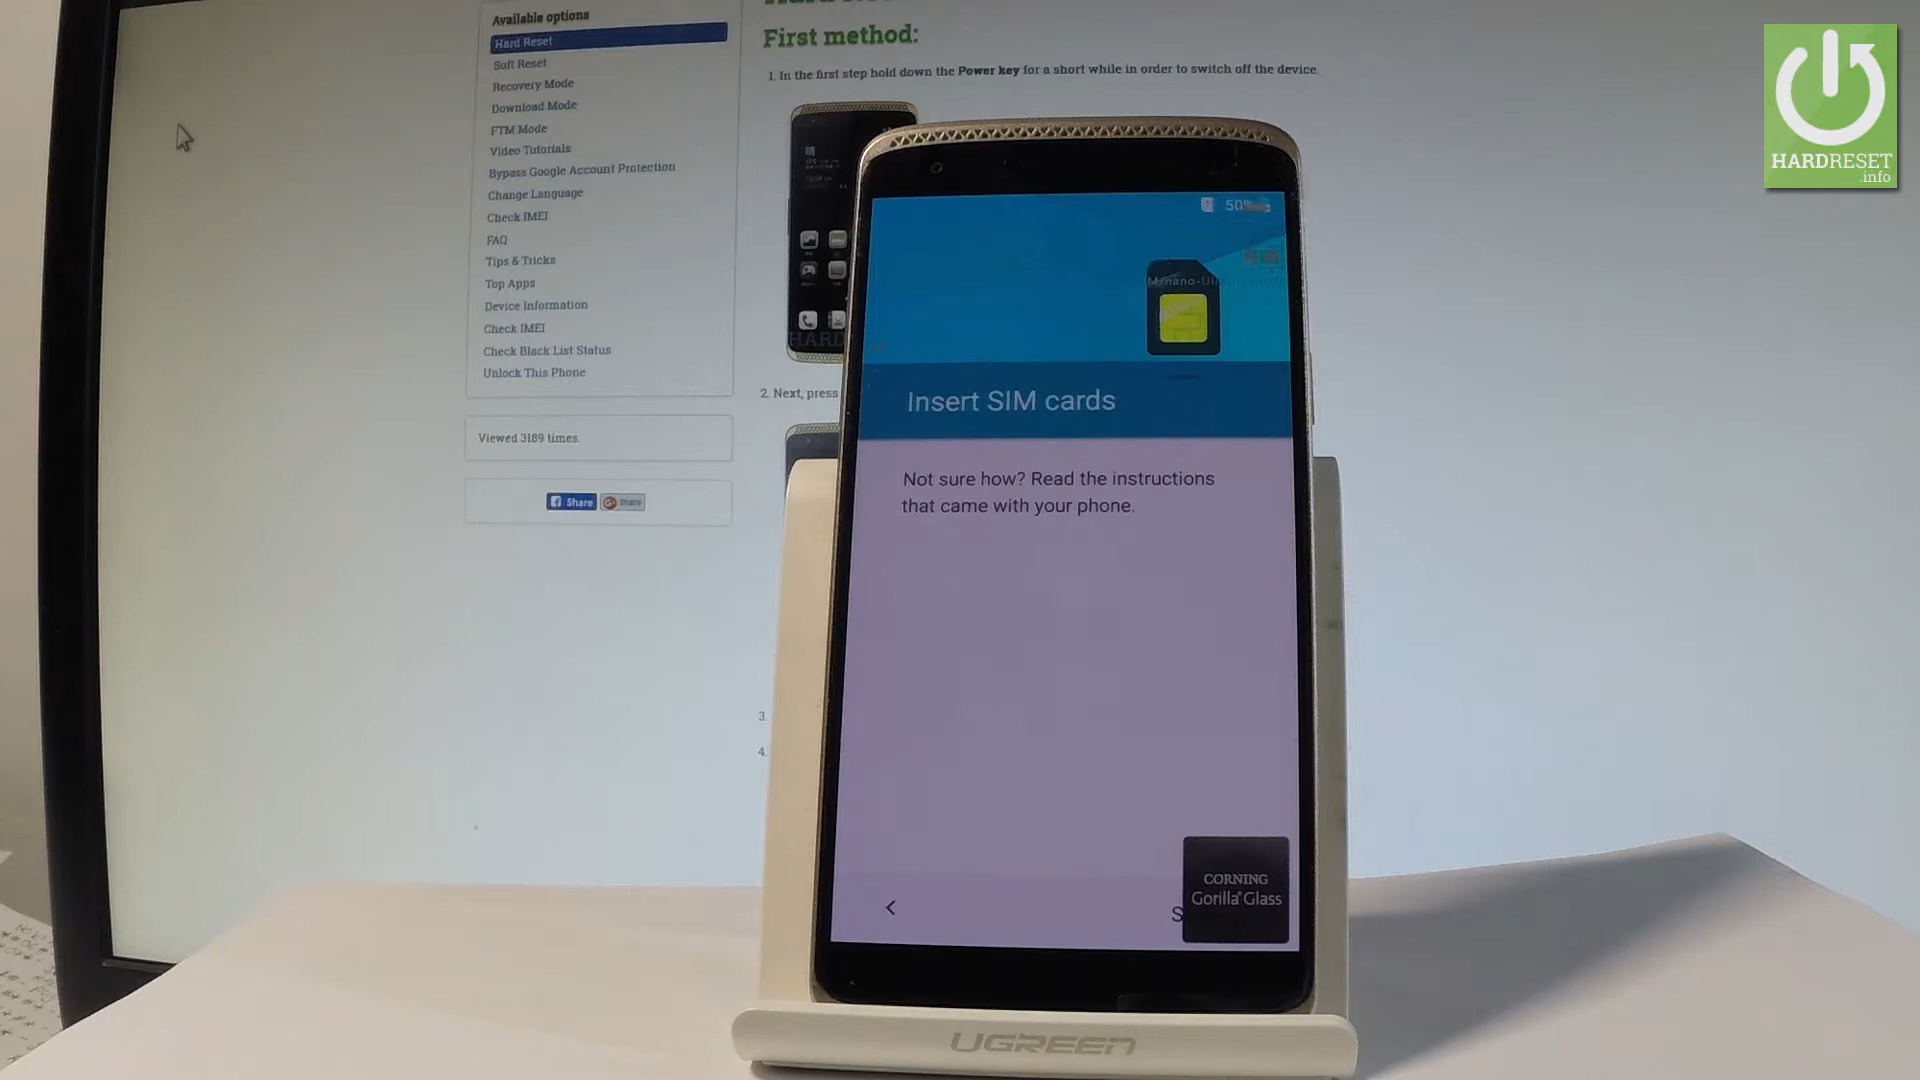 Available options
Hard Reset
Soft Reset
Recovery Mode
Download Mode
FTM Mode
Video Tutorials
Bypass Google Account Protection
Change Language
Check IMEI
FAQ
Tips & Tricks
Top Apps
Device Information
Check IMEI
Check Black List Status
Unlock This Phone
Viewed 3189 times.
Share
Share
First method:
1. In the first step hold down the Power key for a short while in order to switch off the device.
2. Next, press
3.
4.
HARDRESET
.info
50%
Insert SIM cards
Not sure how? Read the instructions
that came with your phone.
<
CORNING
Gorilla Glass
UGREEN